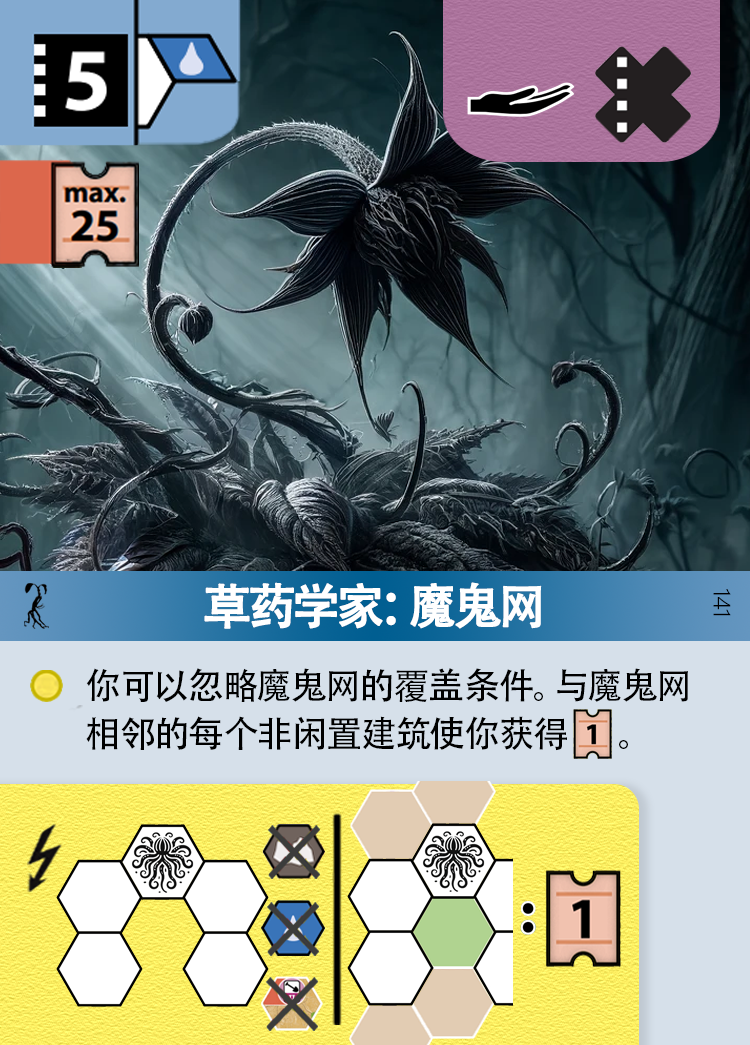 5
max.
25
草药学家：魔鬼网
141
你可以忽略魔鬼网的覆盖条件。与魔鬼网
相邻的每个非闲置建筑使你获得 1 。
: 1